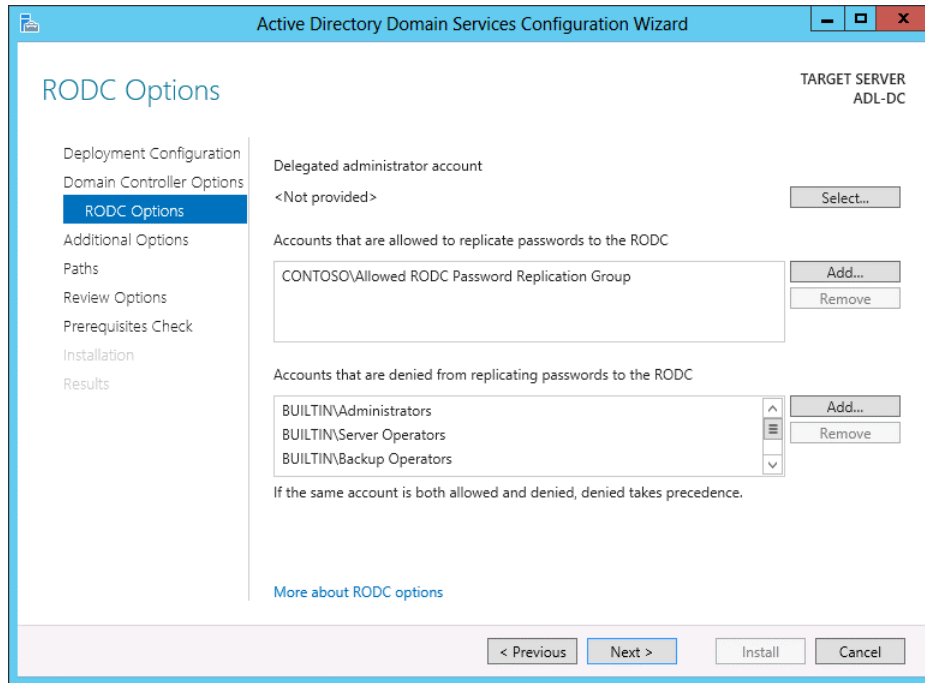 Active Directory Domain Services Configuration Wizard
RODC Options
TARGET SERVER
ADL-DC
Deployment Configuration
Domain Controller Options
RODC Options
Additional Options
Paths
Review Options
Prerequisites Check
Installation
Results
Delegated administrator account
<Not provided>
Select...
Accounts that are allowed to replicate passwords to the RODC
CONTOSO\Allowed RODC Password Replication Group
Add...
Remove
Accounts that are denied from replicating passwords to the RODC
BUILTIN\Administrators
BUILTIN\Server Operators
BUILTIN\Backup Operators
Add...
Remove
If the same account is both allowed and denied, denied takes precedence.
More about RODC options
< Previous
Next >
Install
Cancel